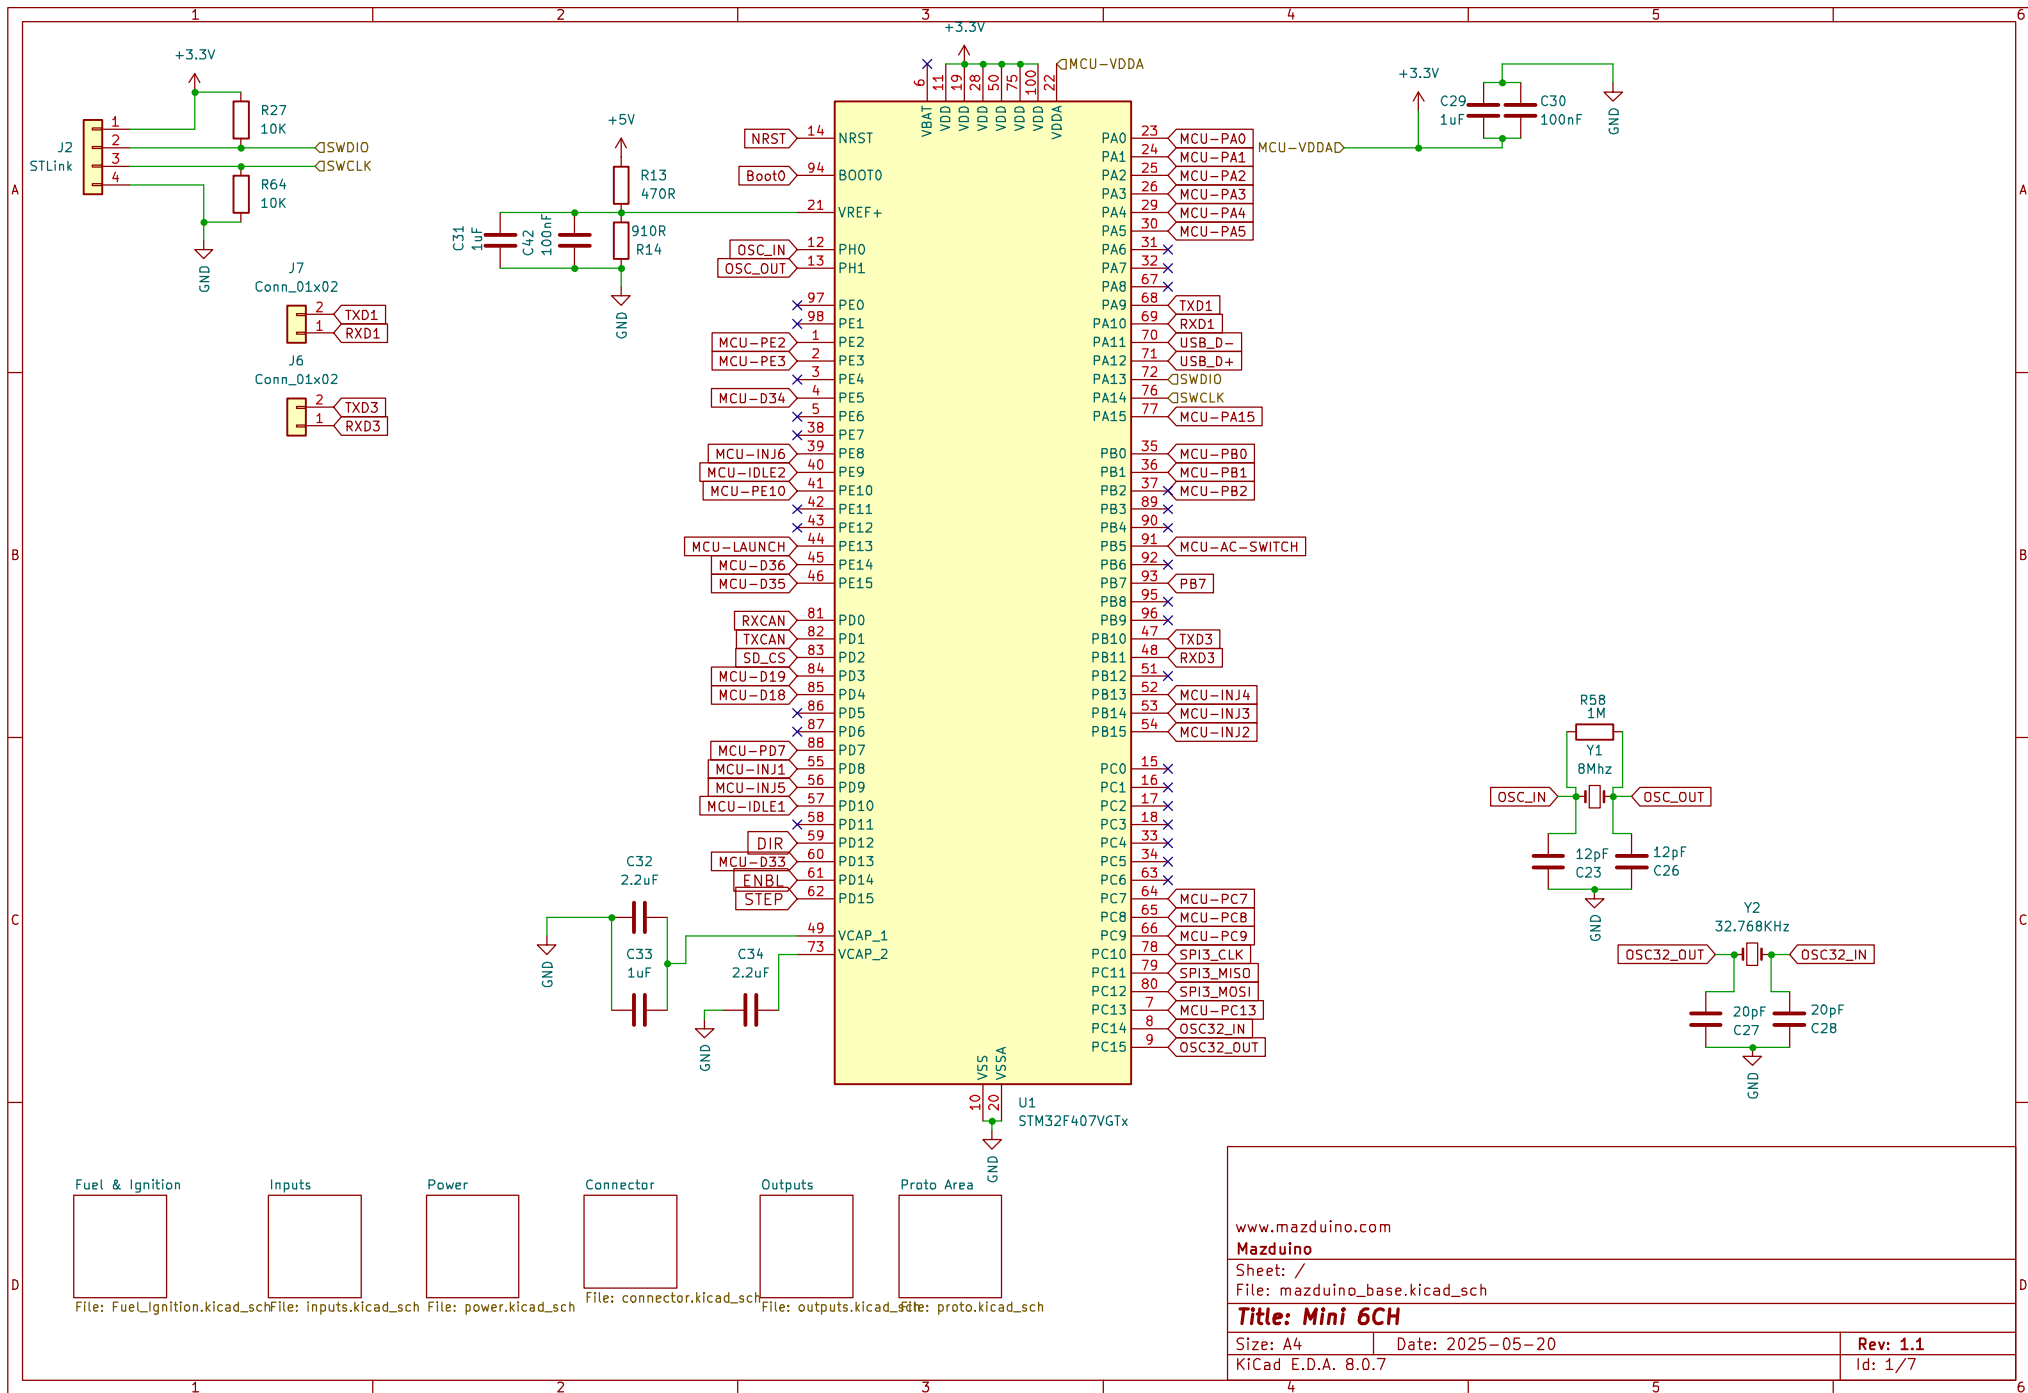 1 2 3 4 5 6
A
B
C
D
+3.3V
R27
10K
J2
STLink
1
2
3
4
SWDIO
SWCLK
R64
10K
GND
J7
Conn_01x02
2 TXD1
1 RXD1
J6
Conn_01x02
2 TXD3
1 RXD3
+5V
R13
470R
910R
R14
C31
1uF
C42
100nF
GND
+3.3V
MCU-VDDA
6 11 19 28 50 75 100 22
VBAT VDD VDD VDD VDD VDD VDD VDDA
NRST 14 NRST
Boot0 94 BOOT0
21 VREF+
OSC_IN 12 PH0
OSC_OUT 13 PH1
97 PE0
98 PE1
MCU-PE2 1 PE2
MCU-PE3 2 PE3
3 PE4
MCU-D34 4 PE5
5 PE6
38 PE7
MCU-INJ6 39 PE8
MCU-IDLE2 40 PE9
MCU-PE10 41 PE10
42 PE11
43 PE12
MCU-LAUNCH 44 PE13
MCU-D36 45 PE14
MCU-D35 46 PE15
RXCAN 81 PD0
TXCAN 82 PD1
SD_CS 83 PD2
MCU-D19 84 PD3
MCU-D18 85 PD4
86 PD5
87 PD6
MCU-PD7 88 PD7
MCU-INJ1 55 PD8
MCU-INJ5 56 PD9
MCU-IDLE1 57 PD10
58 PD11
DIR 59 PD12
MCU-D33 60 PD13
ENBL 61 PD14
STEP 62 PD15
49 VCAP_1
73 VCAP_2
C32
2.2uF
C33
1uF
C34
2.2uF
GND
GND
PA0 23 MCU-PA0
PA1 24 MCU-PA1
PA2 25 MCU-PA2
PA3 26 MCU-PA3
PA4 29 MCU-PA4
PA5 30 MCU-PA5
PA6 31
PA7 32
PA8 67
PA9 68 TXD1
PA10 69 RXD1
PA11 70 USB_D-
PA12 71 USB_D+
PA13 72 SWDIO
PA14 76 SWCLK
PA15 77 MCU-PA15
PB0 35 MCU-PB0
PB1 36 MCU-PB1
PB2 37 MCU-PB2
PB3 89
PB4 90
PB5 91 MCU-AC-SWITCH
PB6 92
PB7 93 PB7
PB8 95
PB9 96
PB10 47 TXD3
PB11 48 RXD3
PB12 51
PB13 52 MCU-INJ4
PB14 53 MCU-INJ3
PB15 54 MCU-INJ2
PC0 15
PC1 16
PC2 17
PC3 18
PC4 33
PC5 34
PC6 63
PC7 64 MCU-PC7
PC8 65 MCU-PC8
PC9 66 MCU-PC9
PC10 78 SPI3_CLK
PC11 79 SPI3_MISO
PC12 80 SPI3_MOSI
PC13 7 MCU-PC13
PC14 8 OSC32_IN
PC15 9 OSC32_OUT
VSS VSSA
10 20
U1
STM32F407VGTx
GND
+3.3V
MCU-VDDA
C29
1uF
C30
100nF
GND
R58
1M
Y1
8Mhz
OSC_IN
OSC_OUT
12pF
C23
12pF
C26
GND
Y2
32.768KHz
OSC32_OUT
OSC32_IN
20pF
C27
20pF
C28
GND
Fuel & Ignition
File: Fuel_Ignition.kicad_sch
Inputs
File: inputs.kicad_sch
Power
File: power.kicad_sch
Connector
File: connector.kicad_sch
Outputs
File: outputs.kicad_sch
Proto Area
File: proto.kicad_sch
www.mazduino.com
Mazduino
Sheet: /
File: mazduino_base.kicad_sch
Title: Mini 6CH
Size: A4 Date: 2025-05-20 Rev: 1.1
KiCad E.D.A. 8.0.7 Id: 1/7
A
B
C
D
1 2 3 4 5 6